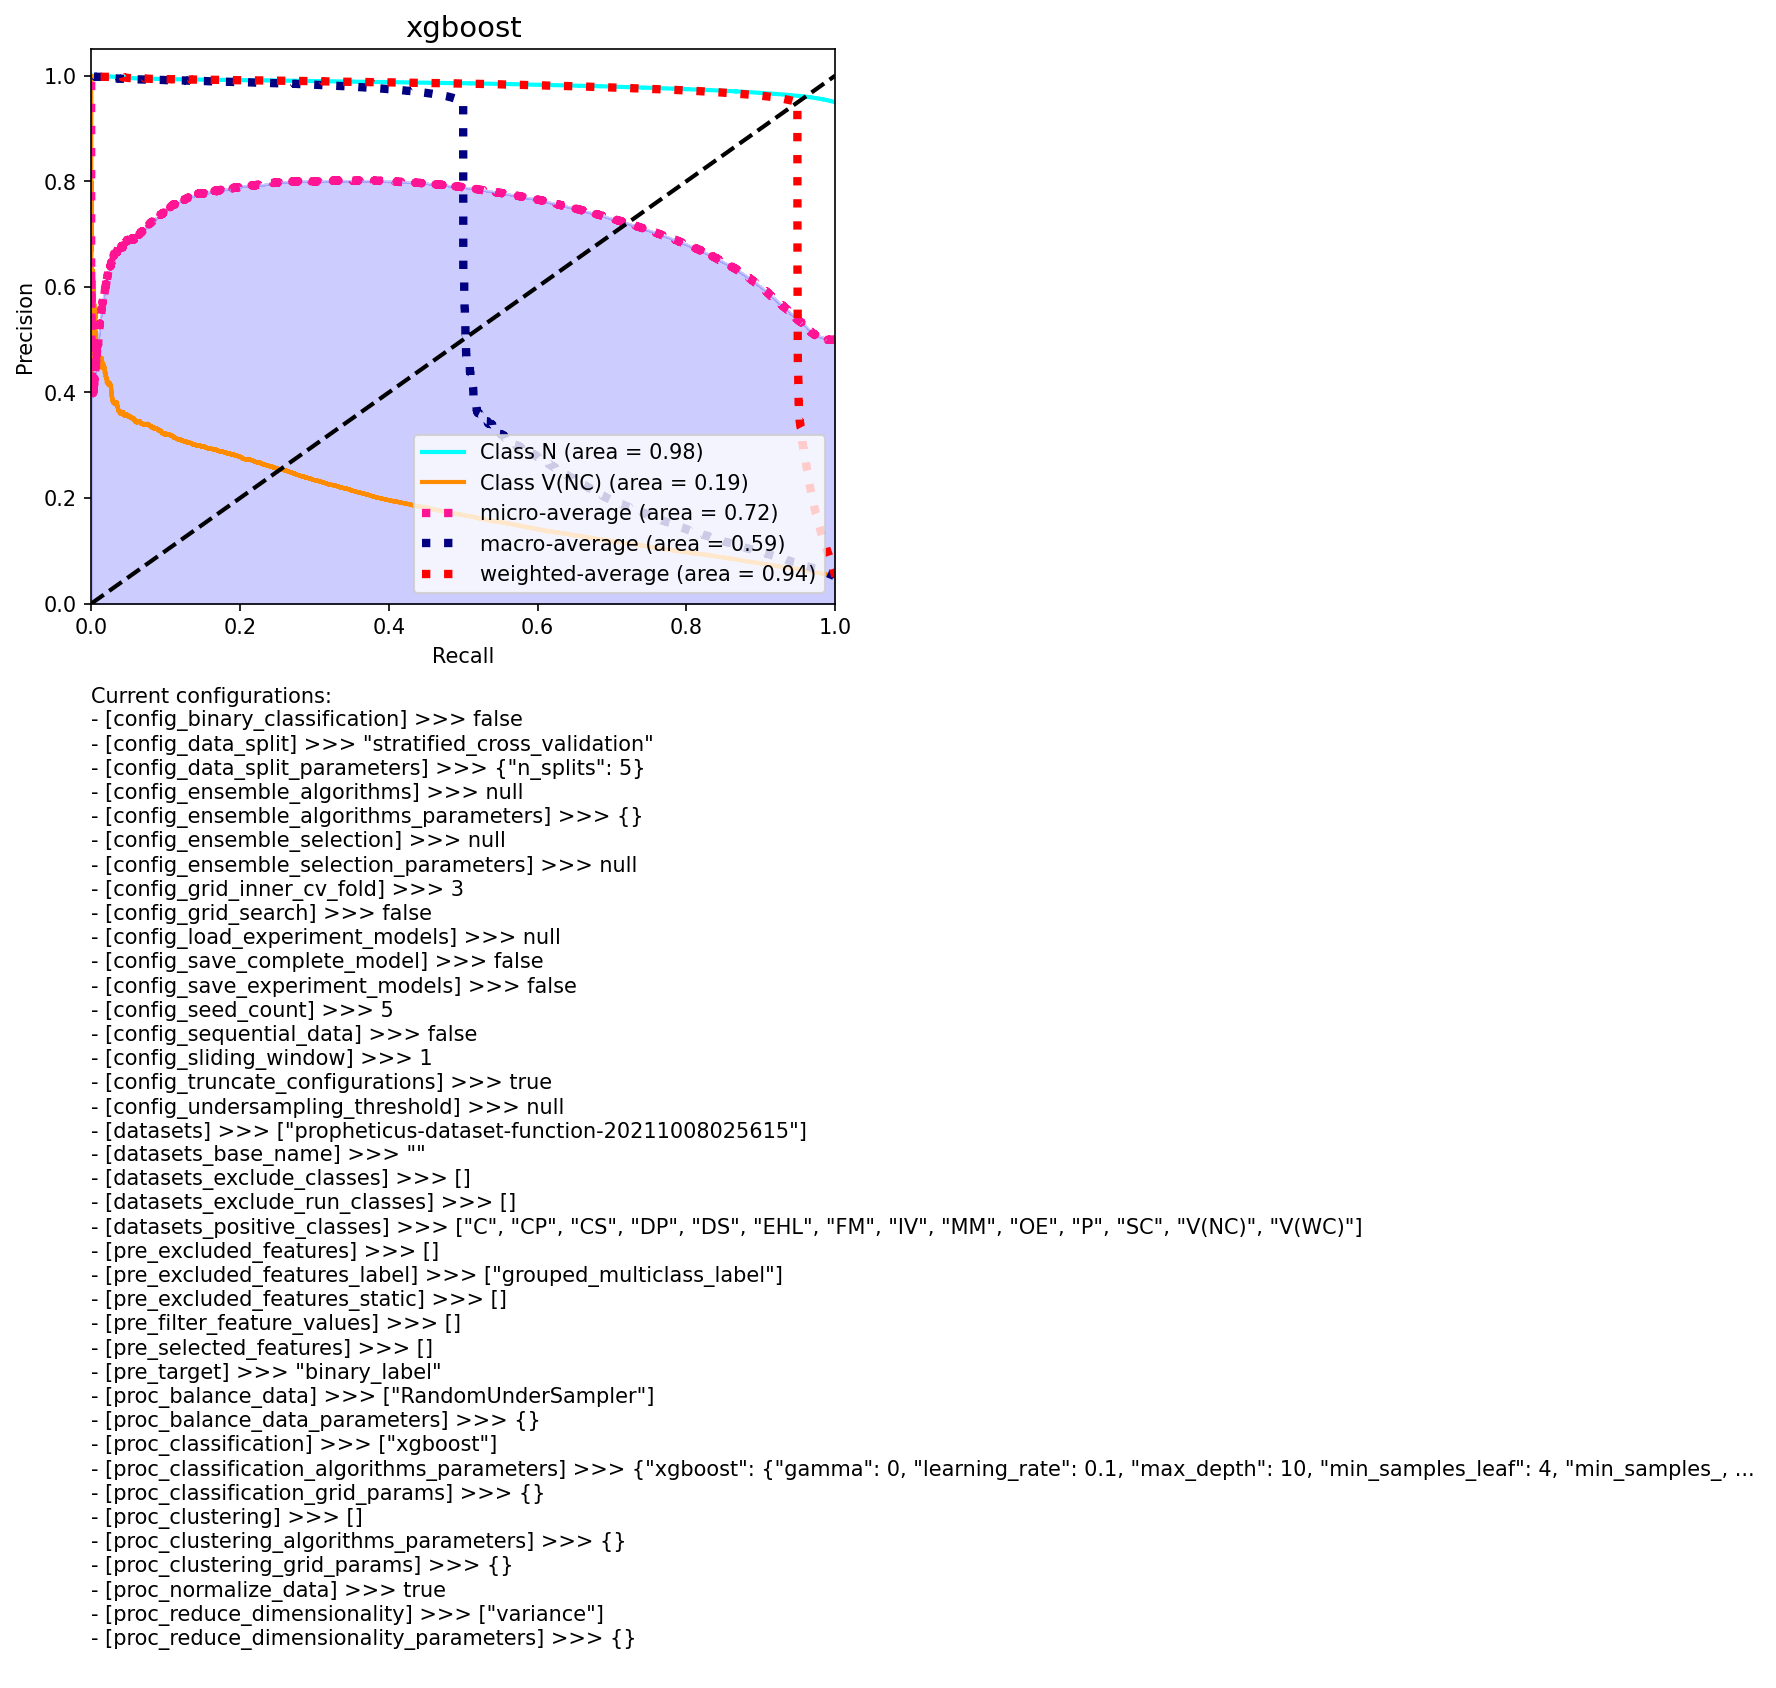 xgboost
1.0
0.8
0.6
0.4
0.2
0.0
Precision
0.0 0.2 0.4 0.6 0.8 1.0
Recall
Class N (area = 0.98)
Class V(NC) (area = 0.19)
micro-average (area = 0.72)
macro-average (area = 0.59)
weighted-average (area = 0.94)
Current configurations:
- [config_binary_classification] >>> false
- [config_data_split] >>> "stratified_cross_validation"
- [config_data_split_parameters] >>> {"n_splits": 5}
- [config_ensemble_algorithms] >>> null
- [config_ensemble_algorithms_parameters] >>> {}
- [config_ensemble_selection] >>> null
- [config_ensemble_selection_parameters] >>> null
- [config_grid_inner_cv_fold] >>> 3
- [config_grid_search] >>> false
- [config_load_experiment_models] >>> null
- [config_save_complete_model] >>> false
- [config_save_experiment_models] >>> false
- [config_seed_count] >>> 5
- [config_sequential_data] >>> false
- [config_sliding_window] >>> 1
- [config_truncate_configurations] >>> true
- [config_undersampling_threshold] >>> null
- [datasets] >>> ["propheticus-dataset-function-20211008025615"]
- [datasets_base_name] >>> ""
- [datasets_exclude_classes] >>> []
- [datasets_exclude_run_classes] >>> []
- [datasets_positive_classes] >>> ["C", "CP", "CS", "DP", "DS", "EHL", "FM", "IV", "MM", "OE", "P", "SC", "V(NC)", "V(WC)"]
- [pre_excluded_features] >>> []
- [pre_excluded_features_label] >>> ["grouped_multiclass_label"]
- [pre_excluded_features_static] >>> []
- [pre_filter_feature_values] >>> []
- [pre_selected_features] >>> []
- [pre_target] >>> "binary_label"
- [proc_balance_data] >>> ["RandomUnderSampler"]
- [proc_balance_data_parameters] >>> {}
- [proc_classification] >>> ["xgboost"]
- [proc_classification_algorithms_parameters] >>> {"xgboost": {"gamma": 0, "learning_rate": 0.1, "max_depth": 10, "min_samples_leaf": 4, "min_samples_, ...
- [proc_classification_grid_params] >>> {}
- [proc_clustering] >>> []
- [proc_clustering_algorithms_parameters] >>> {}
- [proc_clustering_grid_params] >>> {}
- [proc_normalize_data] >>> true
- [proc_reduce_dimensionality] >>> ["variance"]
- [proc_reduce_dimensionality_parameters] >>> {}